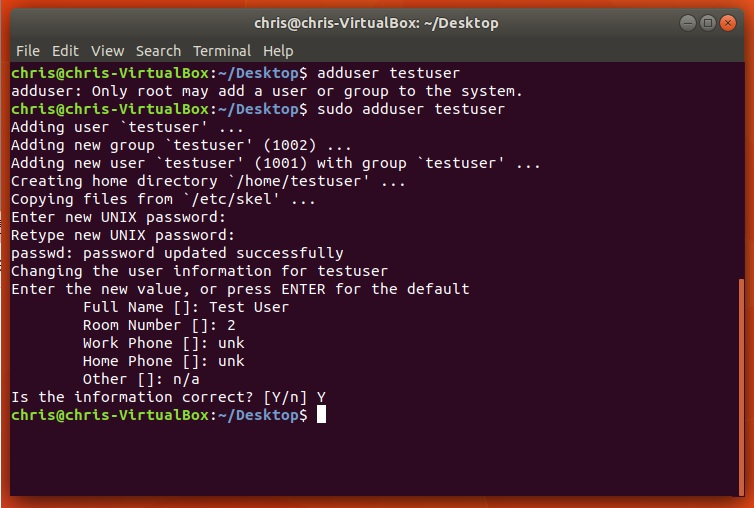 chris@chris-VirtualBox: ~/Desktop
File Edit View Search Terminal Help
chris@chris-VirtualBox:~/Desktop$ adduser testuser
adduser: Only root may add a user or group to the system.
chris@chris-VirtualBox:~/Desktop$ sudo adduser testuser
Adding user `testuser' ...
Adding new group `testuser' (1002) ...
Adding new user `testuser' (1001) with group `testuser' ...
Creating home directory `/home/testuser' ...
Copying files from `/etc/skel' ...
Enter new UNIX password:
Retype new UNIX password:
passwd: password updated successfully
Changing the user information for testuser
Enter the new value, or press ENTER for the default
Full Name []: Test User
Room Number []: 2
Work Phone []: unk
Home Phone []: unk
Other []: n/a
Is the information correct? [Y/n] Y
chris@chris-VirtualBox:~/Desktop$